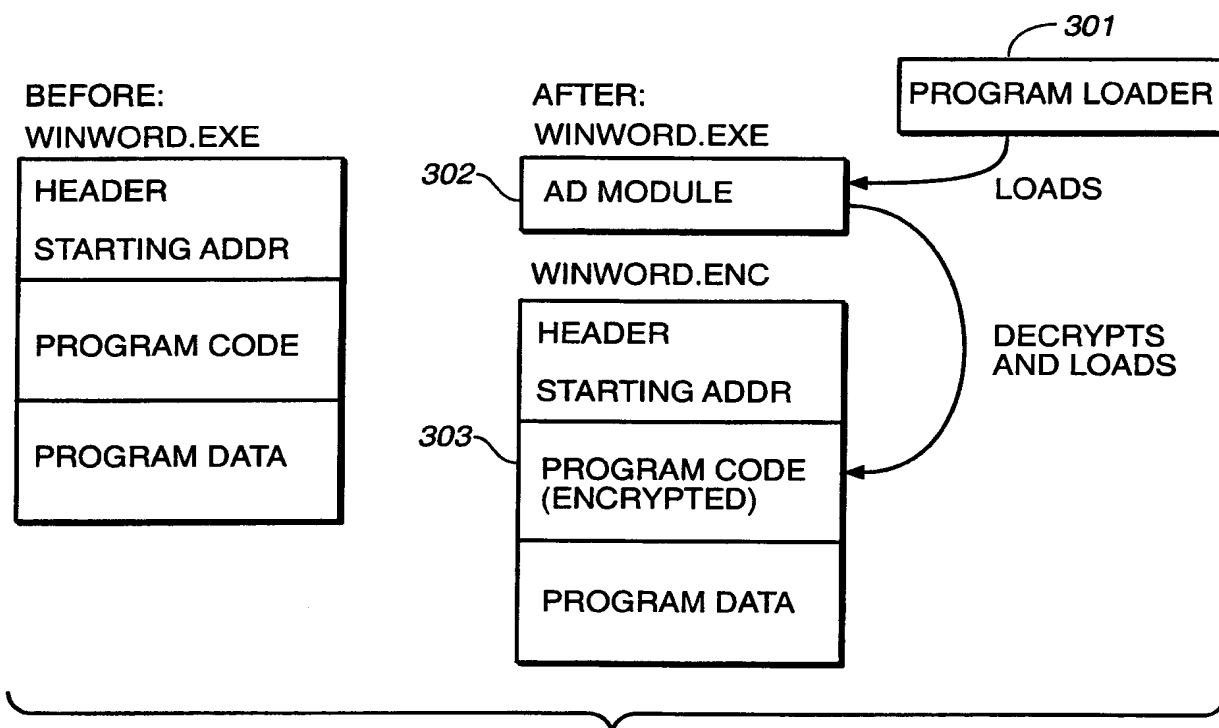 BEFORE:
WINWORD.EXE
HEADER
STARTING ADDR
PROGRAM CODE
PROGRAM DATA
AFTER:
WINWORD.EXE
302
AD MODULE
301
PROGRAM LOADER
LOADS
WINWORD.ENC
HEADER
STARTING ADDR
303
PROGRAM CODE
(ENCRYPTED)
PROGRAM DATA
DECRYPTS
AND LOADS